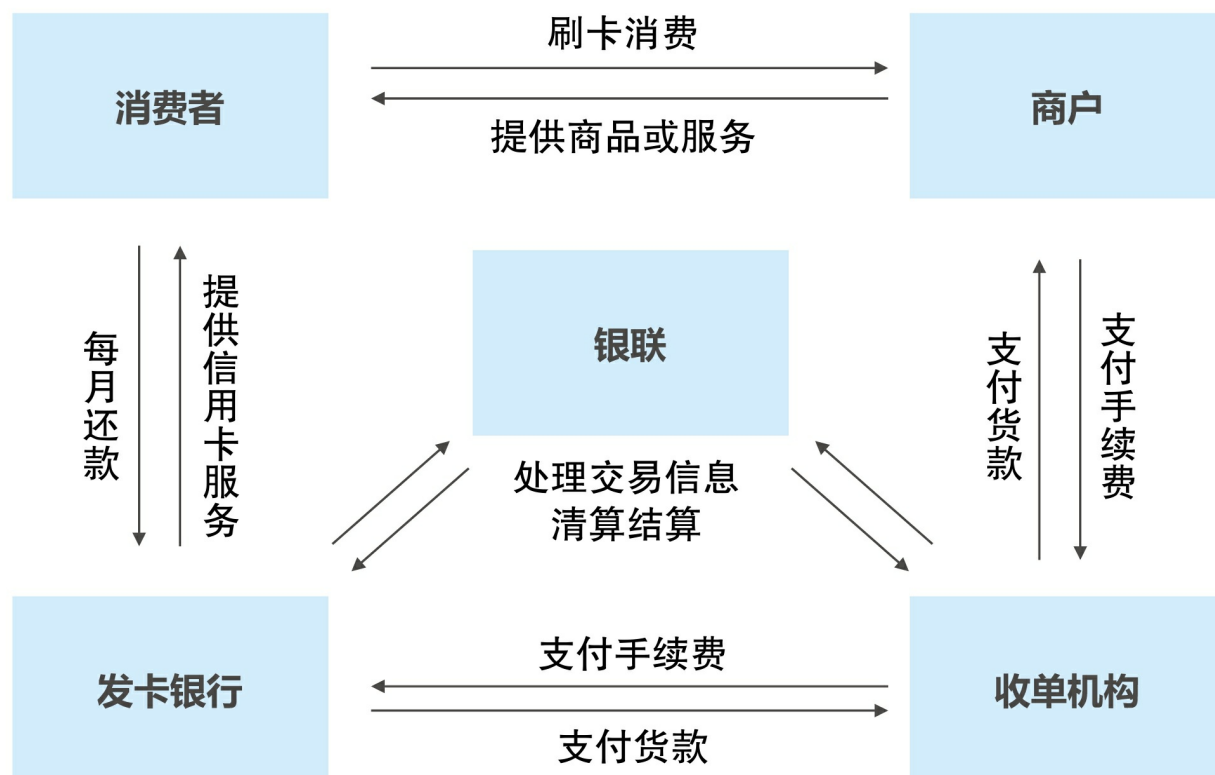 刷卡消费
消费者
商户
提供商品或服务
每月还款
提供信用卡服务
银联
支付货款
支付手续费
处理交易信息
清算结算
支付手续费
发卡银行
收单机构
支付货款